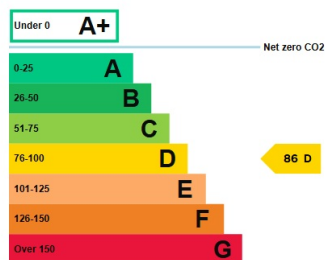 Under 0 A+
Net zero CO2
0-25 A
26-50 B
51-75 C
76-100 D 86 D
101-125 E
126-150 F
Over 150 G